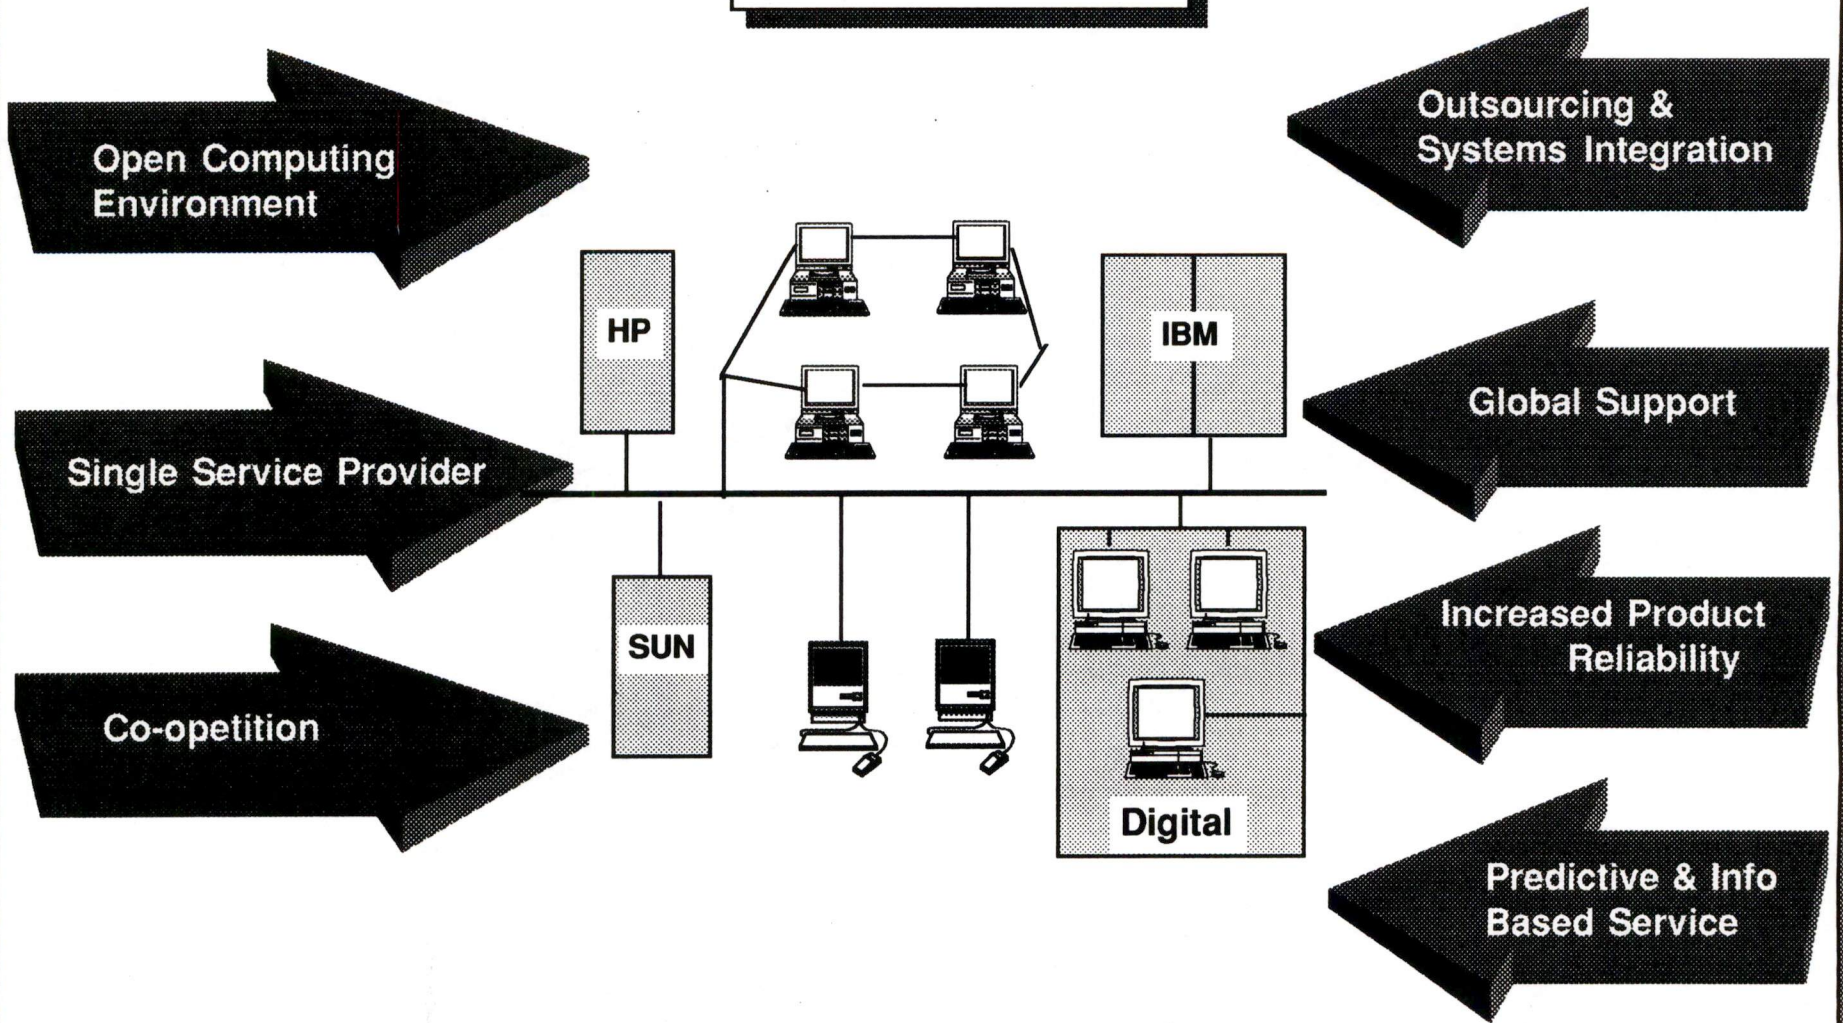 Open Computing
Environment
Single Service Provider
Co-opetition
HP
SUN
IBM
Digital
Outsourcing &
Systems Integration
Global Support
Increased Product
Reliability
Predictive & Info
Based Service